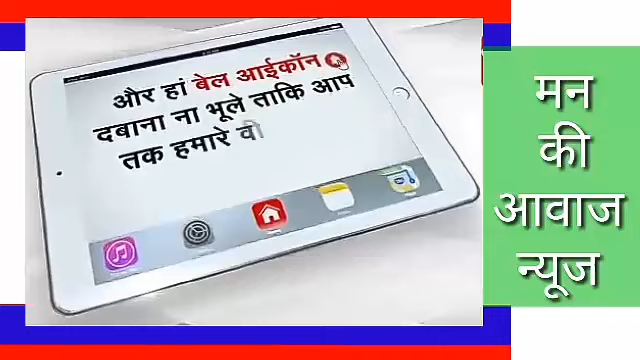 और हां बेल आईकॉन
दबाना ना भूले ताकि आप
तक हमारे वी
मन
की
आवाज
न्यूज